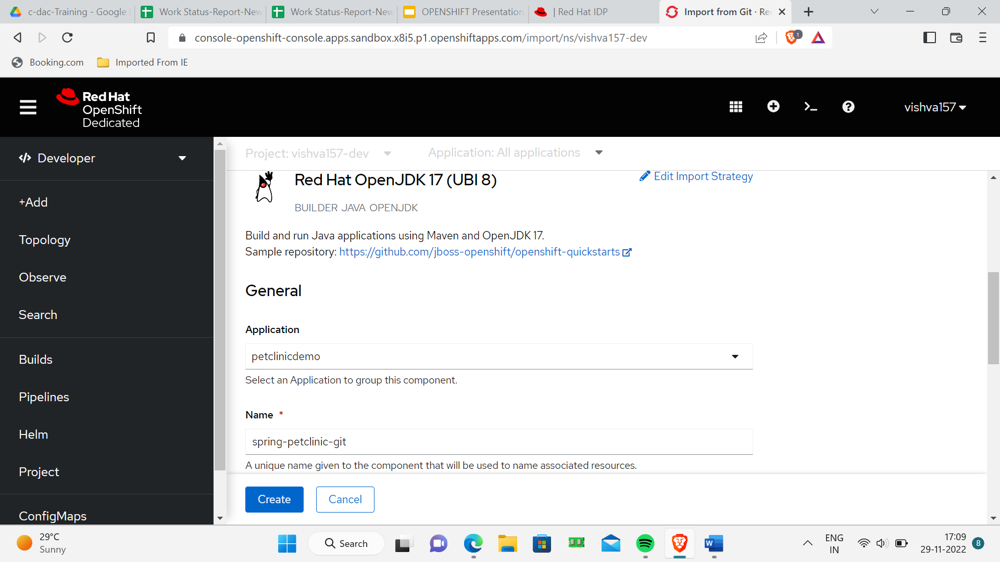 c-dac-Training - Google
Work Status-Report-New
Work Status-Report-New
OPENSHIFT Presentation
| Red Hat IDP
Import from Git · Re
console-openshift-console.apps.sandbox.x8i5.p1.openshiftapps.com/import/ns/vishva157-dev
1
Booking.com
Imported From IE
Red Hat
OpenShift
Dedicated
vishva157
Developer
+Add
Topology
Observe
Search
Builds
Pipelines
Helm
Project
ConfigMaps
Project: vishva157-dev
Application: All applications
Red Hat OpenJDK 17 (UBI 8)
Edit Import Strategy
BUILDER JAVA OPENJDK
Build and run Java applications using Maven and OpenJDK 17.
Sample repository: https://github.com/jboss-openshift/openshift-quickstarts
General
Application
petclinicdemo
Select an Application to group this component.
Name *
spring-petclinic-git
A unique name given to the component that will be used to name associated resources.
Create
Cancel
29°C
Sunny
Search
W
ENG
IN
17:09
29-11-2022
8